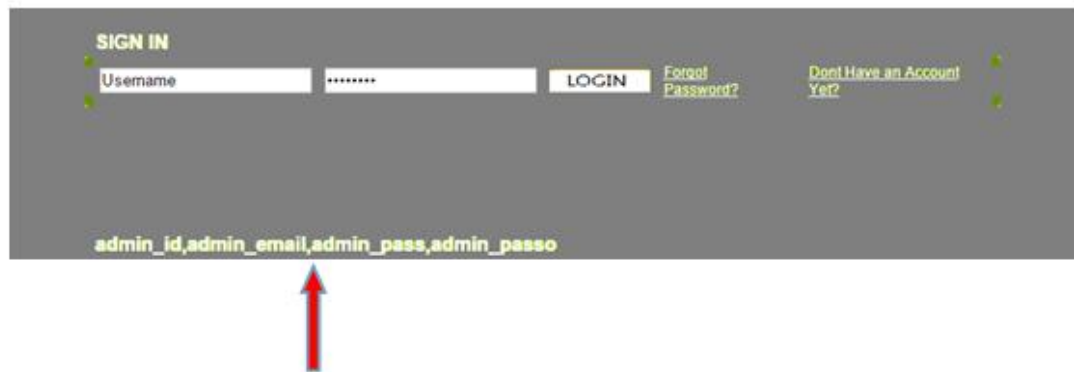 SIGN IN
Username
LOGIN
Forgot
Password?
Dont Have an Account
Yet?
admin_id,admin_email,admin_pass,admin_passo